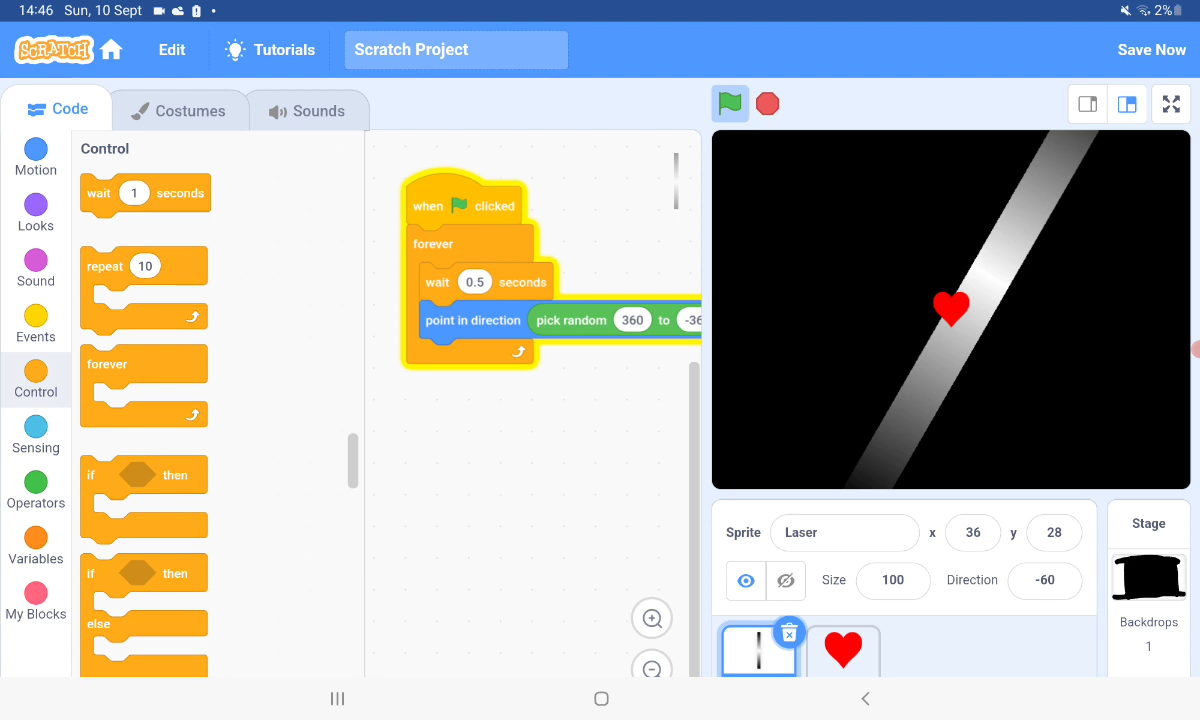 14:46 Sun, 10 Sept
2%
SCRATCH
Edit
Tutorials
Scratch Project
Save Now
Code
Costumes
Sounds
Motion
Looks
Sound
Events
Control
Sensing
Operators
Variables
My Blocks
Control
wait 1 seconds
repeat 10
forever
if then
if then
else
when clicked
forever
wait 0.5 seconds
point in direction pick random 360 to -36
Sprite Laser x 36 y 28
Size 100 Direction -60
Stage
Backdrops
1